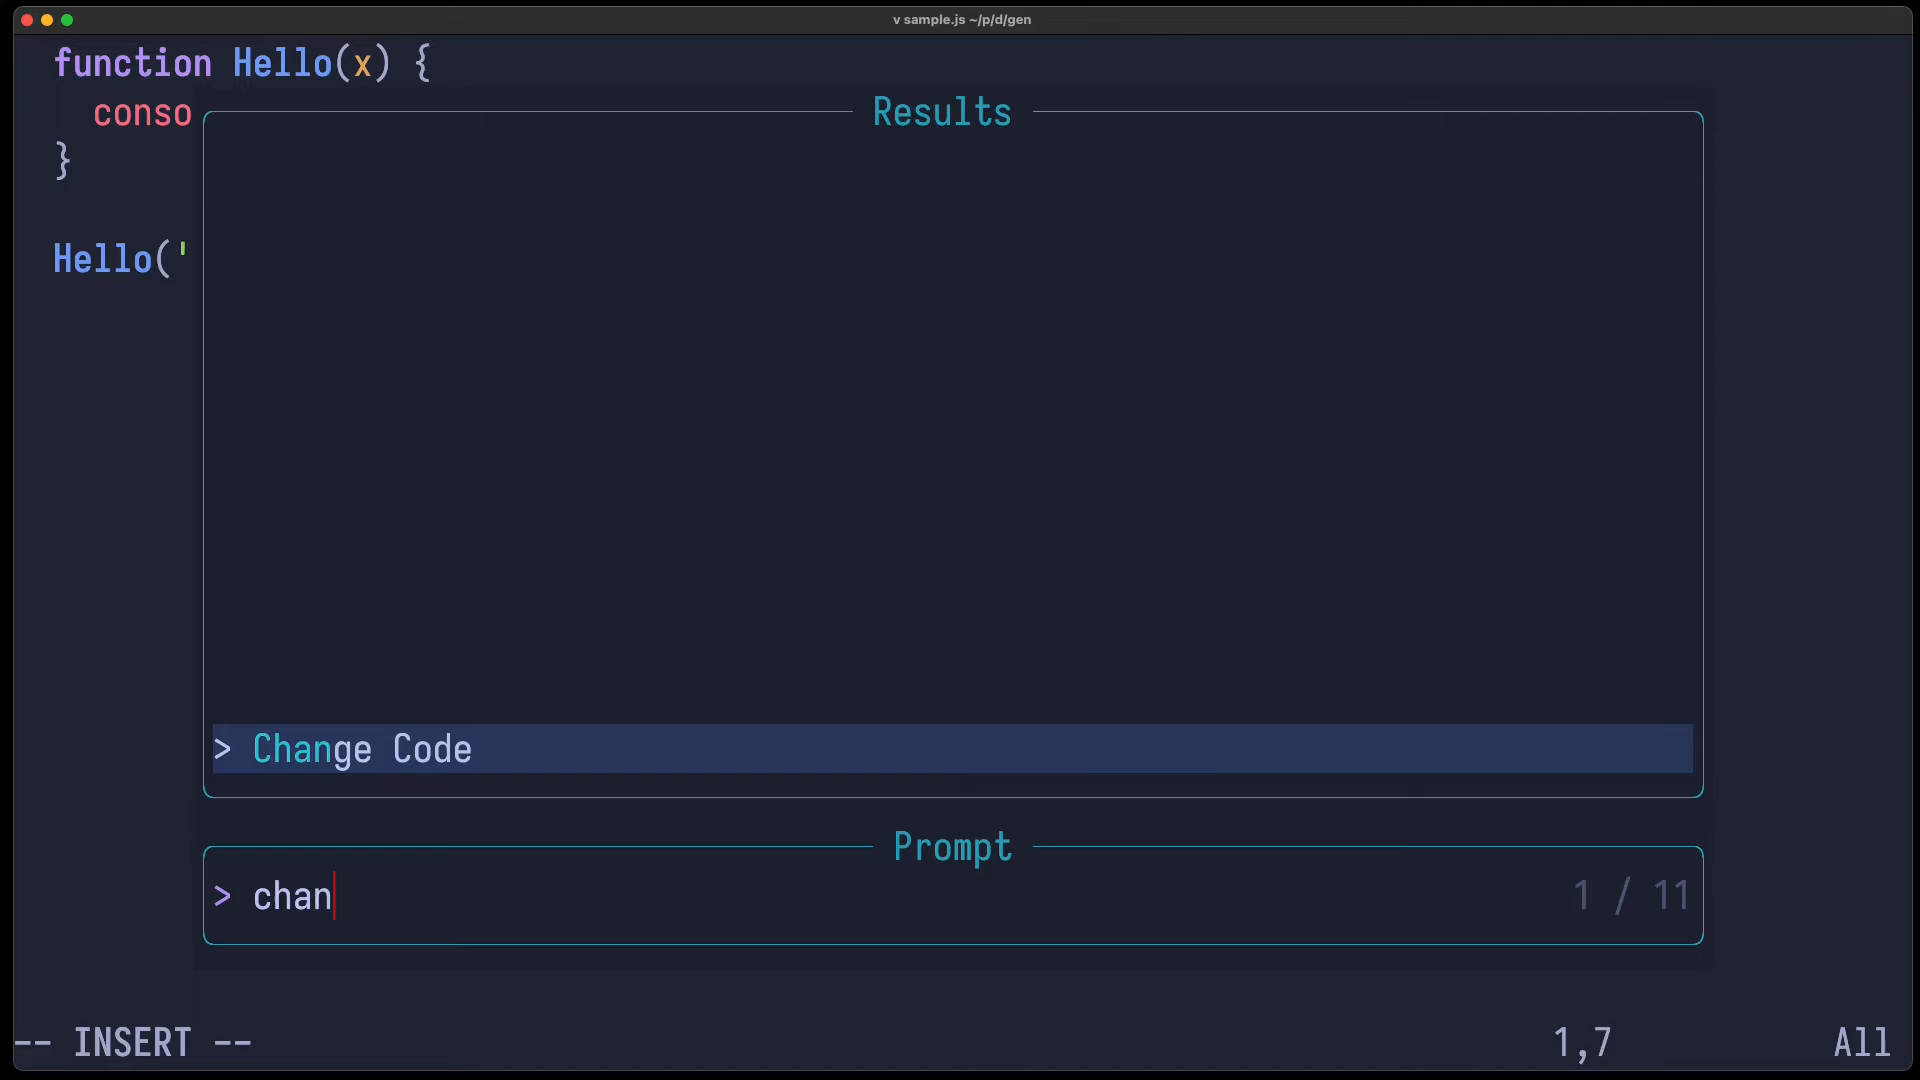 v sample.js ~/p/d/gen
function Hello(x) {
conso
}
Hello('
Results
> Change Code
Prompt
> chan
1 / 11
-- INSERT --
1,7
All